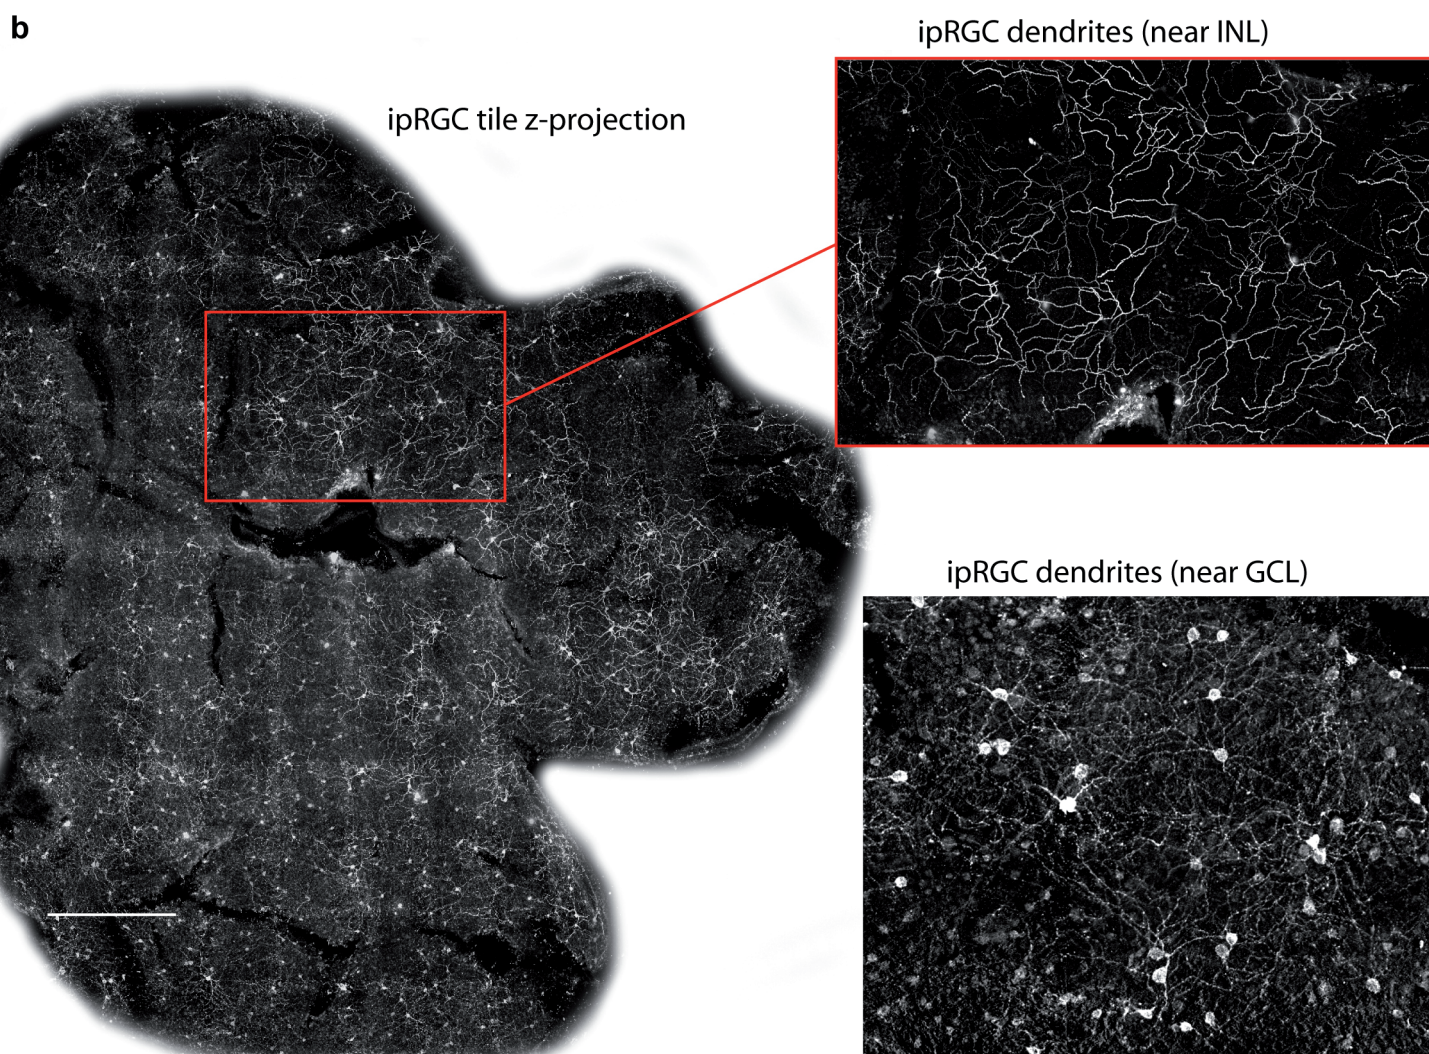 b
ipRGC dendrites (near INL)
ipRGC tile z-projection
ipRGC dendrites (near GCL)